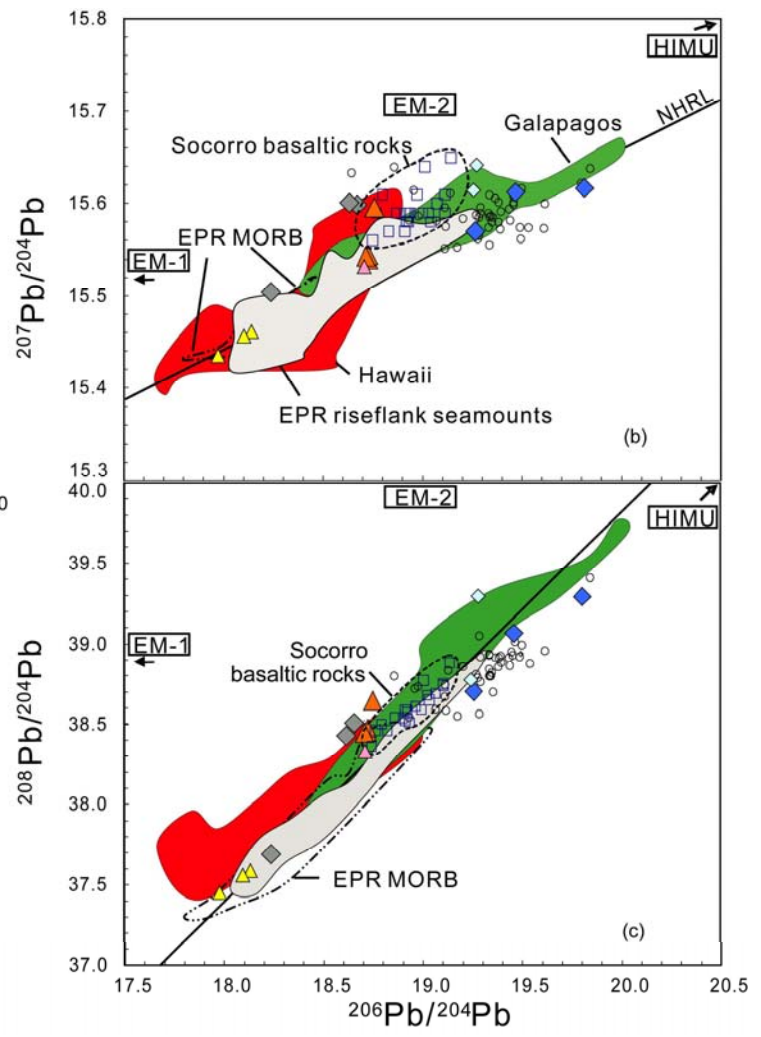 15.8
HIMU
EM-2
NHRL
15.7
Galapagos
Socorro basaltic rocks
15.6
EPR MORB
EM-1
15.5
207Pb/204Pb
Hawaii
15.4
EPR riseflank seamounts
(b)
15.3
40.0
EM-2
0
HIMU
39.5
39.0
EM-1
Socorro
basaltic rocks
38.5
208Pb/204Pb
38.0
37.5
EPR MORB
(c)
37.0
17.5 18.0 18.5 19.0 19.5 20.0 20.5
206Pb/204Pb